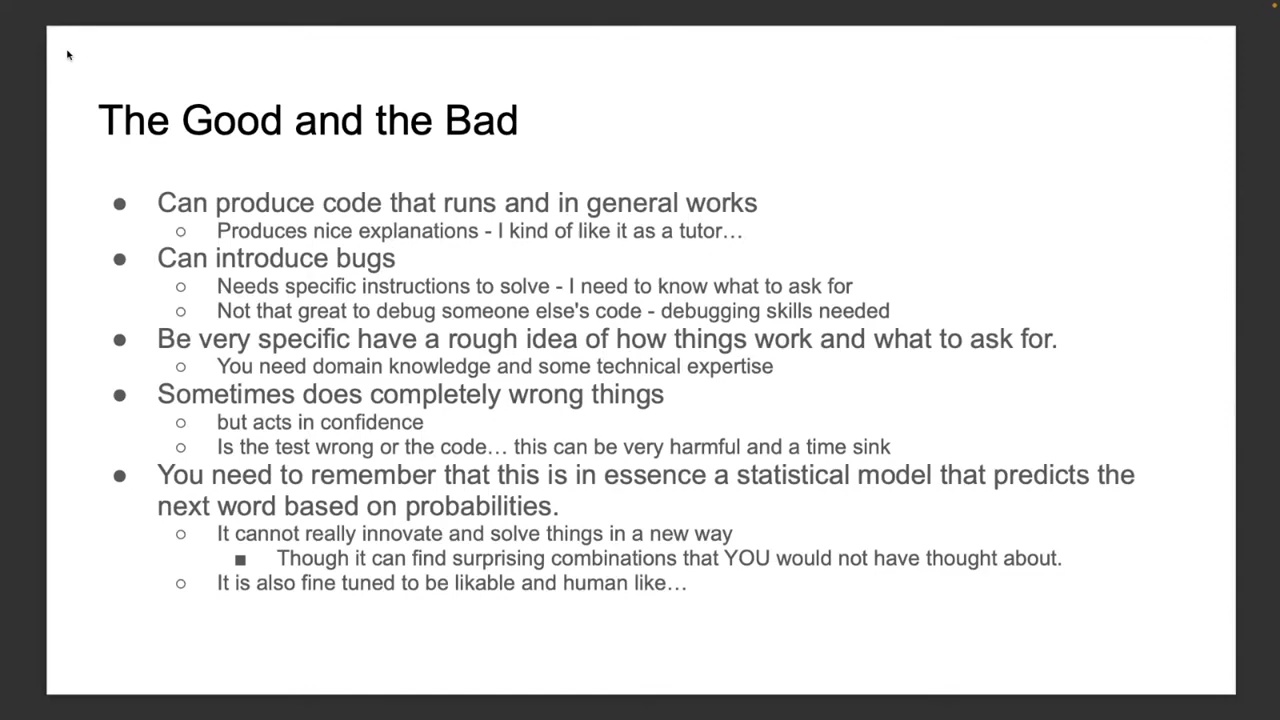 The Good and the Bad
● Can produce code that runs and in general works
○ Produces nice explanations - I kind of like it as a tutor…
● Can introduce bugs
○ Needs specific instructions to solve - I need to know what to ask for
○ Not that great to debug someone else's code - debugging skills needed
● Be very specific have a rough idea of how things work and what to ask for.
○ You need domain knowledge and some technical expertise
● Sometimes does completely wrong things
○ but acts in confidence
○ Is the test wrong or the code… this can be very harmful and a time sink
● You need to remember that this is in essence a statistical model that predicts the
next word based on probabilities.
○ It cannot really innovate and solve things in a new way
■ Though it can find surprising combinations that YOU would not have thought about.
○ It is also fine tuned to be likable and human like…